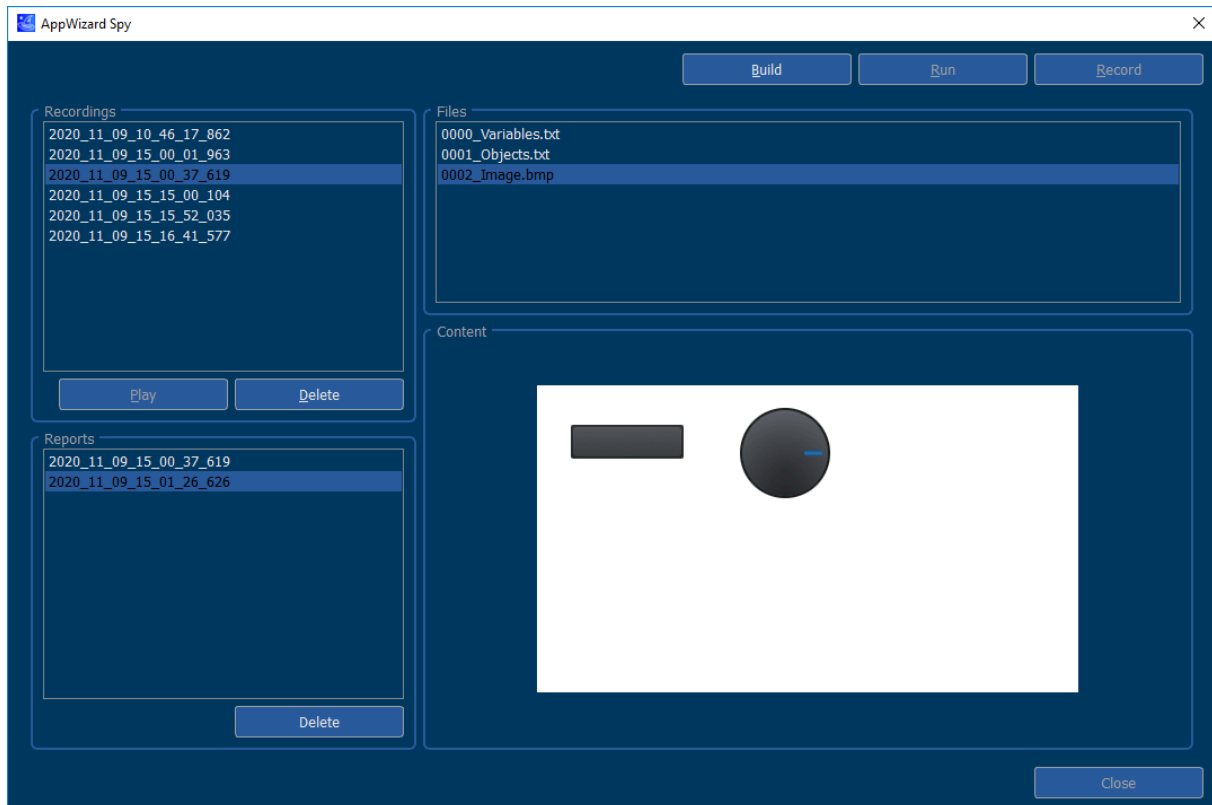 AppWizard Spy
Build
Run
Record
Recordings
2020_11_09_10_46_17_862
2020_11_09_15_00_01_963
2020_11_09_15_00_37_619
2020_11_09_15_15_00_104
2020_11_09_15_15_52_035
2020_11_09_15_16_41_577
Play
Delete
Reports
2020_11_09_15_00_37_619
2020_11_09_15_01_26_626
Delete
Files
0000_Variables.txt
0001_Objects.txt
0002_Image.bmp
Content
Close